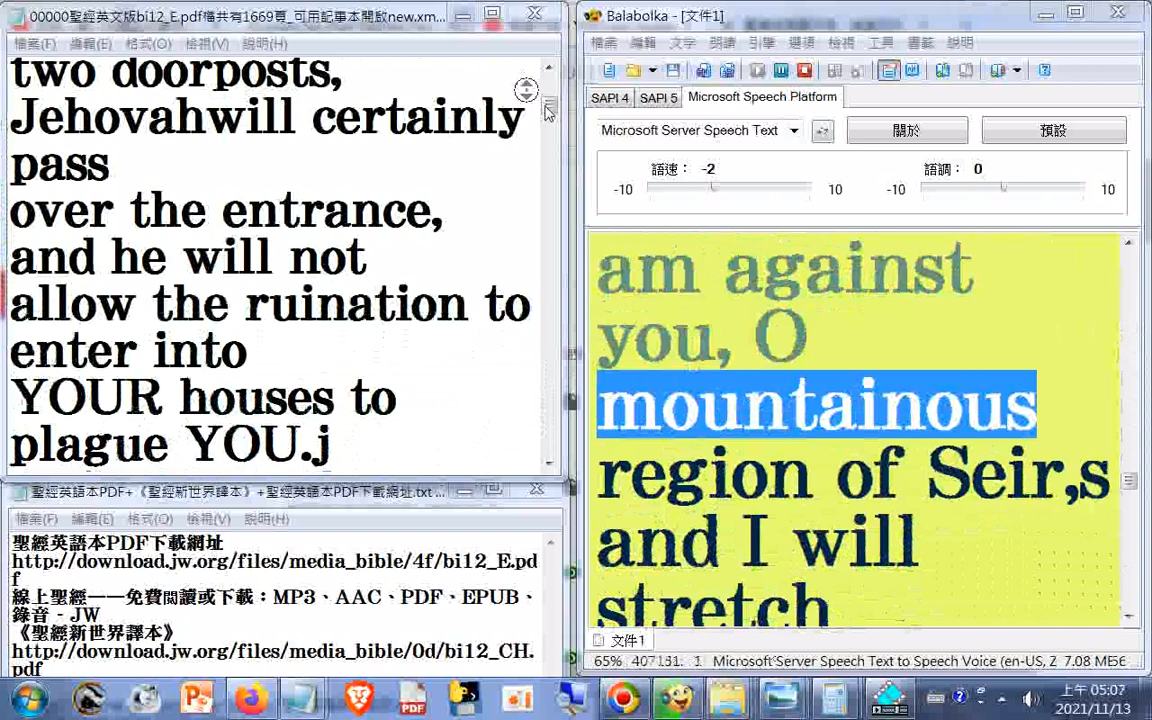 00000聖經英文版bi12_E.pdf檔共有1669頁_可用記事本開啟new.xm...
檔案(F) 編輯(E) 格式(O) 檢視(V) 說明(H)
two doorposts,
Jehovahwill certainly
pass
over the entrance,
and he will not
allow the ruination to
enter into
YOUR houses to
plague YOU.j
聖經英語本PDF+《聖經新世界譯本》+聖經英語本PDF下載網址.txt ...
檔案(F) 編輯(E) 格式(O) 檢視(V) 說明(H)
聖經英語本PDF下載網址
http://download.jw.org/files/media_bible/4f/bi12_E.pd
f
線上聖經——免費閱讀或下載：MP3、AAC、PDF、EPUB、
錄音 - JW
《聖經新世界譯本》
http://download.jw.org/files/media_bible/0d/bi12_CH.
pdf
Balabolka - [文件1]
檔案 編輯 文字 朗讀 引擎 選項 檢視 工具 書籤 說明
SAPI 4 SAPI 5 Microsoft Speech Platform
Microsoft Server Speech Text 關於 預設
語速： -2 語調： 0
-10 10 -10 10
am against
you, O
mountainous
region of Seir,s
and I will
stretch
文件1
65% 1 Microsoft Server Speech Text to Speech Voice (en-US, Z 7.08 ME
上午 05:07
2021/11/13